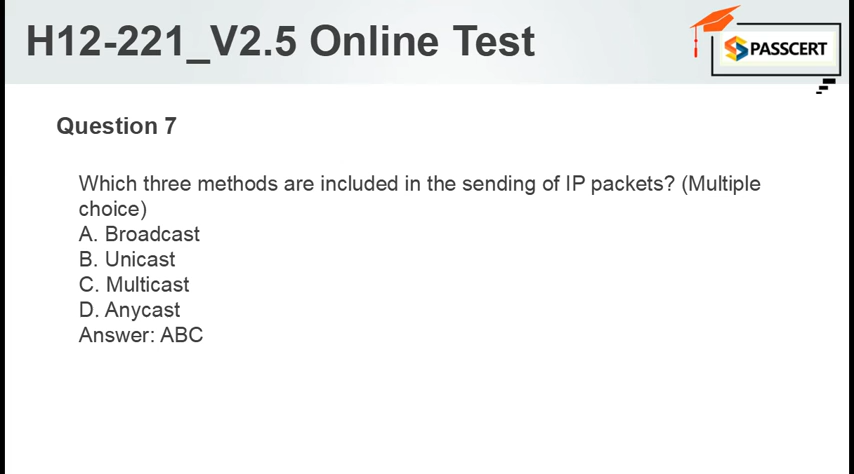 H12-221_V2.5 Online Test
PASSCERT
Question 7
Which three methods are included in the sending of IP packets? (Multiple
choice)
A. Broadcast
B. Unicast
C. Multicast
D. Anycast
Answer: ABC